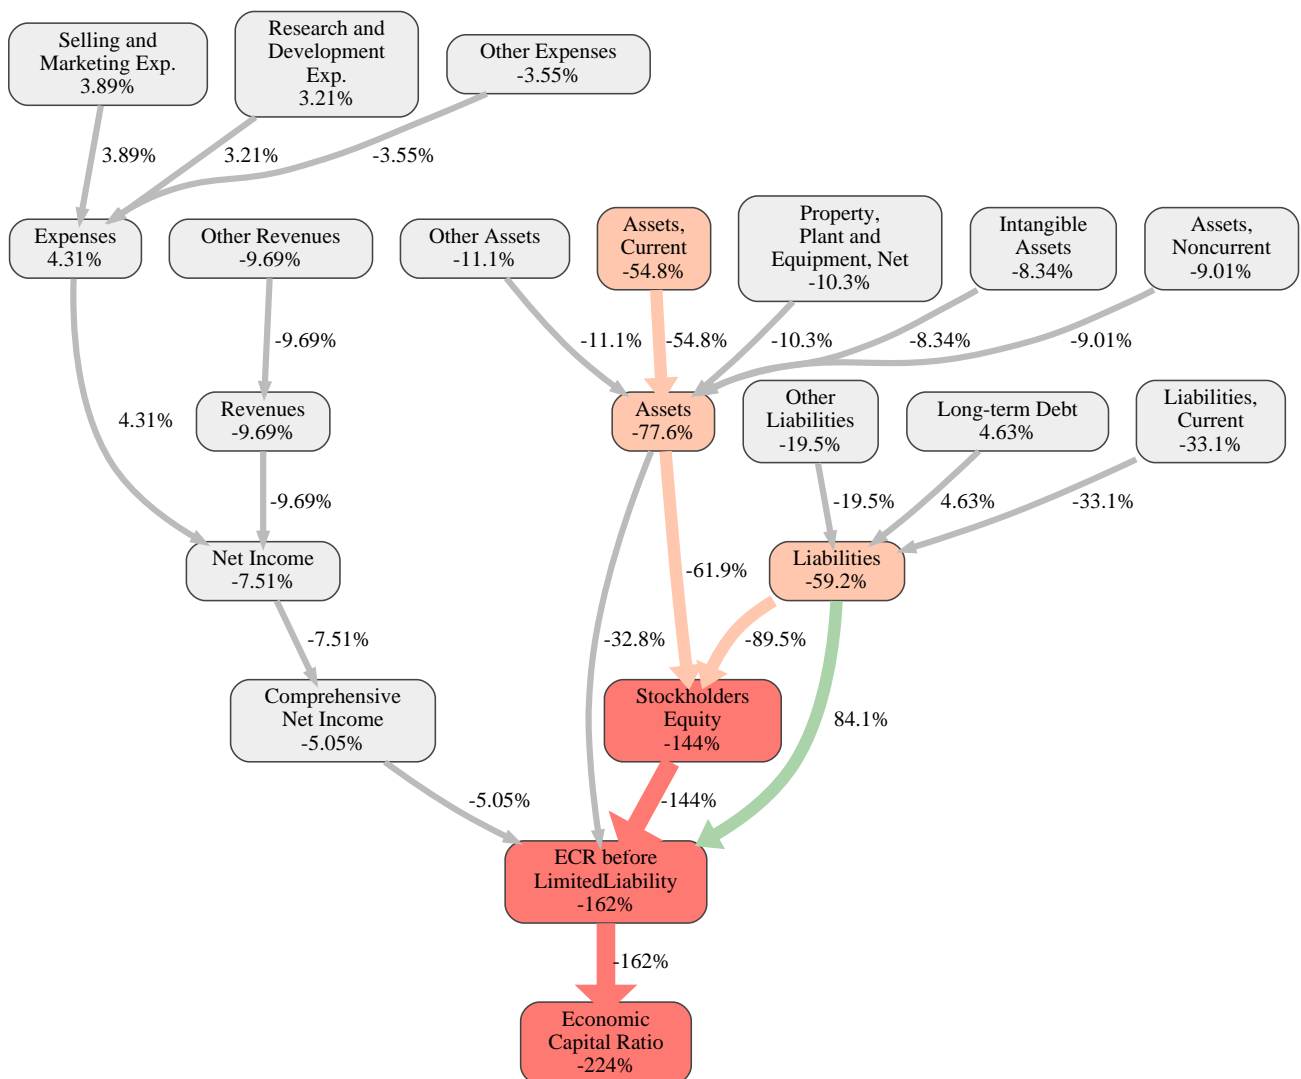 Selling and
Marketing Exp.
3.89%
Research and
Development
Exp.
3.21%
Other Expenses
-3.55%
3.89%
3.21%
-3.55%
Expenses
4.31%
Other Revenues
-9.69%
Other Assets
-11.1%
Assets,
Current
-54.8%
Property,
Plant and
Equipment, Net
-10.3%
Intangible
Assets
-8.34%
Assets,
Noncurrent
-9.01%
-9.69%
-11.1%
-54.8%
-10.3%
-8.34%
-9.01%
4.31%
Revenues
-9.69%
Assets
-77.6%
Other
Liabilities
-19.5%
Long-term Debt
4.63%
Liabilities,
Current
-33.1%
-9.69%
-19.5%
4.63%
-33.1%
Net Income
-7.51%
-61.9%
Liabilities
-59.2%
-7.51%
-32.8%
-89.5%
84.1%
Comprehensive
Net Income
-5.05%
Stockholders
Equity
-144%
-5.05%
-144%
ECR before
LimitedLiability
-162%
-162%
Economic
Capital Ratio
-224%